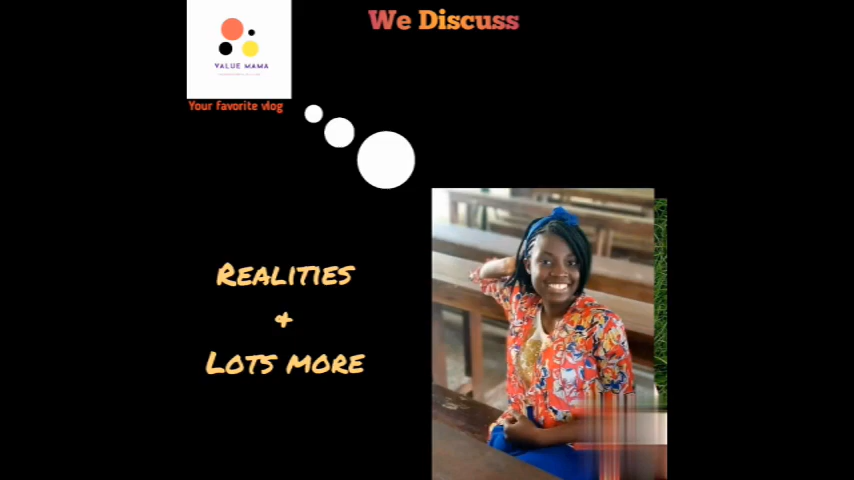 We Discuss
VALUE MAMA
Your favorite vlog
REALITIES
&
LOTS MORE